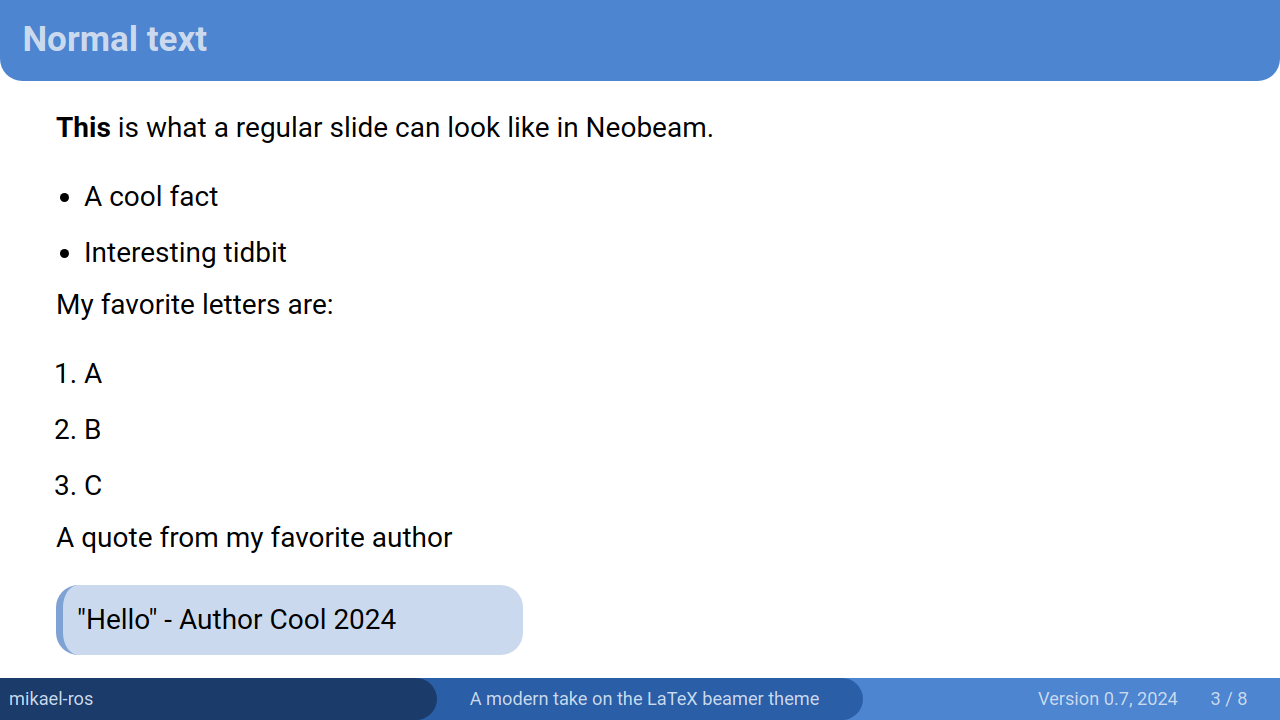 Normal text
This is what a regular slide can look like in Neobeam.
• A cool fact
• Interesting tidbit
My favorite letters are:
1. A
2. B
3. C
A quote from my favorite author
"Hello" - Author Cool 2024
mikael-ros
A modern take on the LaTeX beamer theme
Version 0.7, 2024
3 / 8